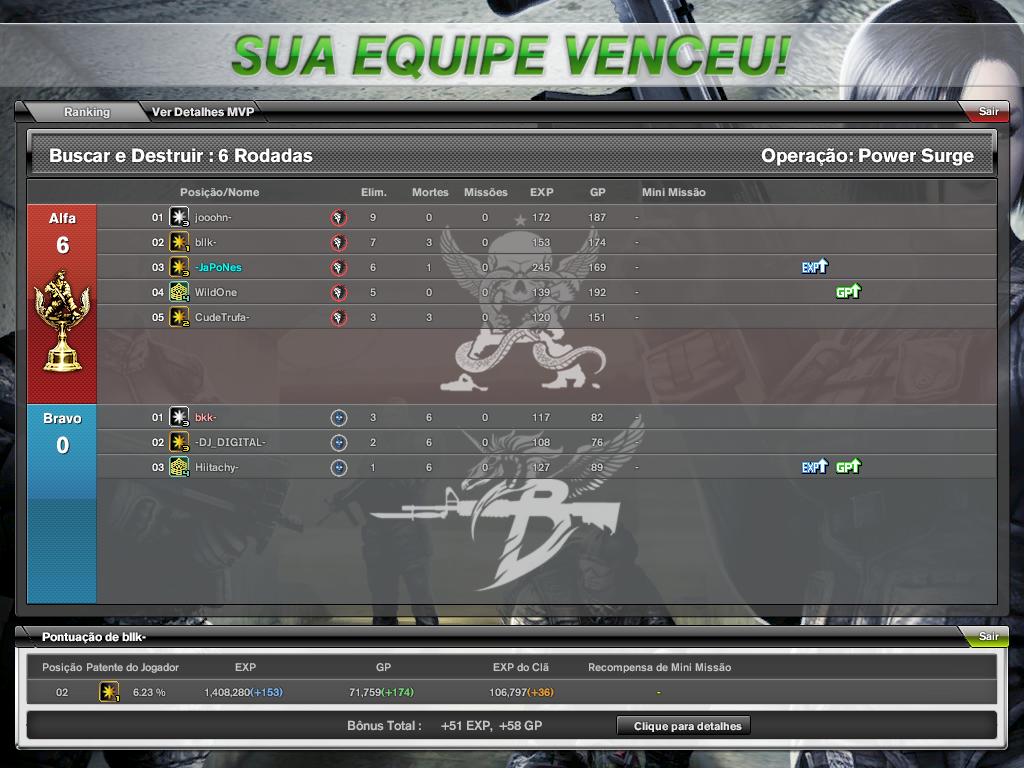 SUA EQUIPE VENCEU!
Ranking Ver Detalhes MVP Sair
Buscar e Destruir : 6 Rodadas Operação: Power Surge
Posição/Nome Elim. Mortes Missões EXP GP Mini Missão
Alfa
6
01 jooohn- 9 0 0 172 187 -
02 bllk- 7 3 0 153 174 -
03 -JaPoNes 6 1 0 245 169 - EXP
04 WildOne 5 0 0 139 192 - GP
05 CudeTrufa- 3 3 0 120 151 -
Bravo
0
01 bkk- 3 6 0 117 82 -
02 -DJ_DIGITAL- 2 6 0 108 76 -
03 Hiitachy- 1 6 0 127 89 - EXP GP
Pontuação de bllk- Sair
Posição Patente do Jogador EXP GP EXP do Clã Recompensa de Mini Missão
02 1 6.23 % 1,408,280(+153) 71,759(+174) 106,797(+36) -
Bônus Total : +51 EXP, +58 GP Clique para detalhes